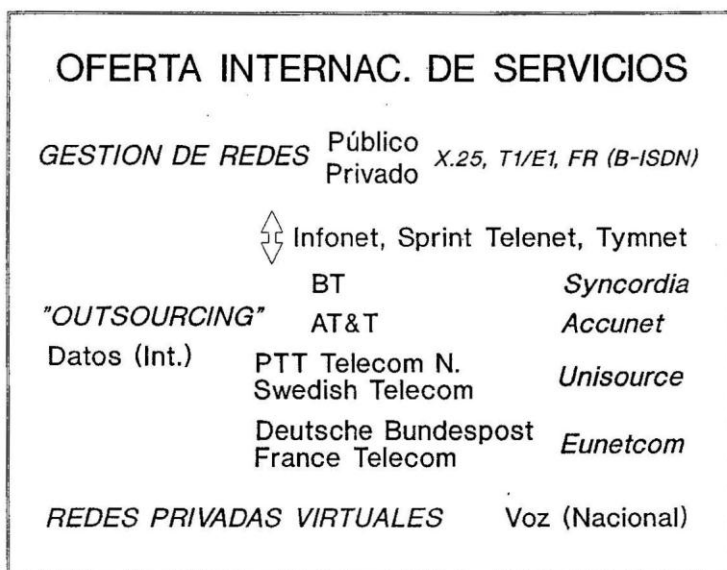 OFERTA INTERNAC. DE SERVICIOS
GESTION DE REDES Público Privado X.25, T1/E1, FR (B-ISDN)
Infonet, Sprint Telenet, Tymnet
BT Syncordia
"OUTSOURCING" AT&T Accunet
Datos (Int.) PTT Telecom N.
Swedish Telecom Unisource
Deutsche Bundespost
France Telecom Eunetcom
REDES PRIVADAS VIRTUALES Voz (Nacional)